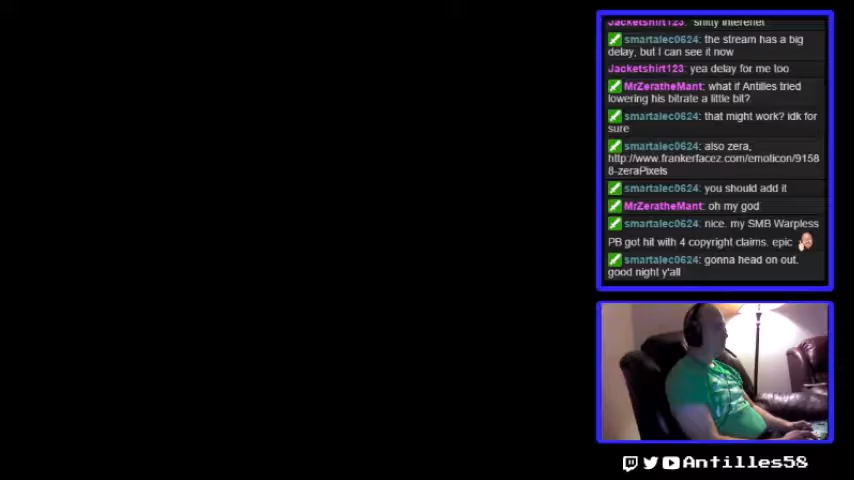 Jacketshirt123: shitty interenet
smartalec0624: the stream has a big
delay, but I can see it now
Jacketshirt123: yea delay for me too
MrZeratheMant: what if Antilles tried
lowering his bitrate a little bit?
smartalec0624: that might work? idk for
sure
smartalec0624: also zera,
http://www.frankerfacez.com/emoticon/9158
8-zeraPixels
smartalec0624: you should add it
MrZeratheMant: oh my god
smartalec0624: nice. my SMB Warpless
PB got hit with 4 copyright claims. epic
smartalec0624: gonna head on out.
good night y'all
Antilles58